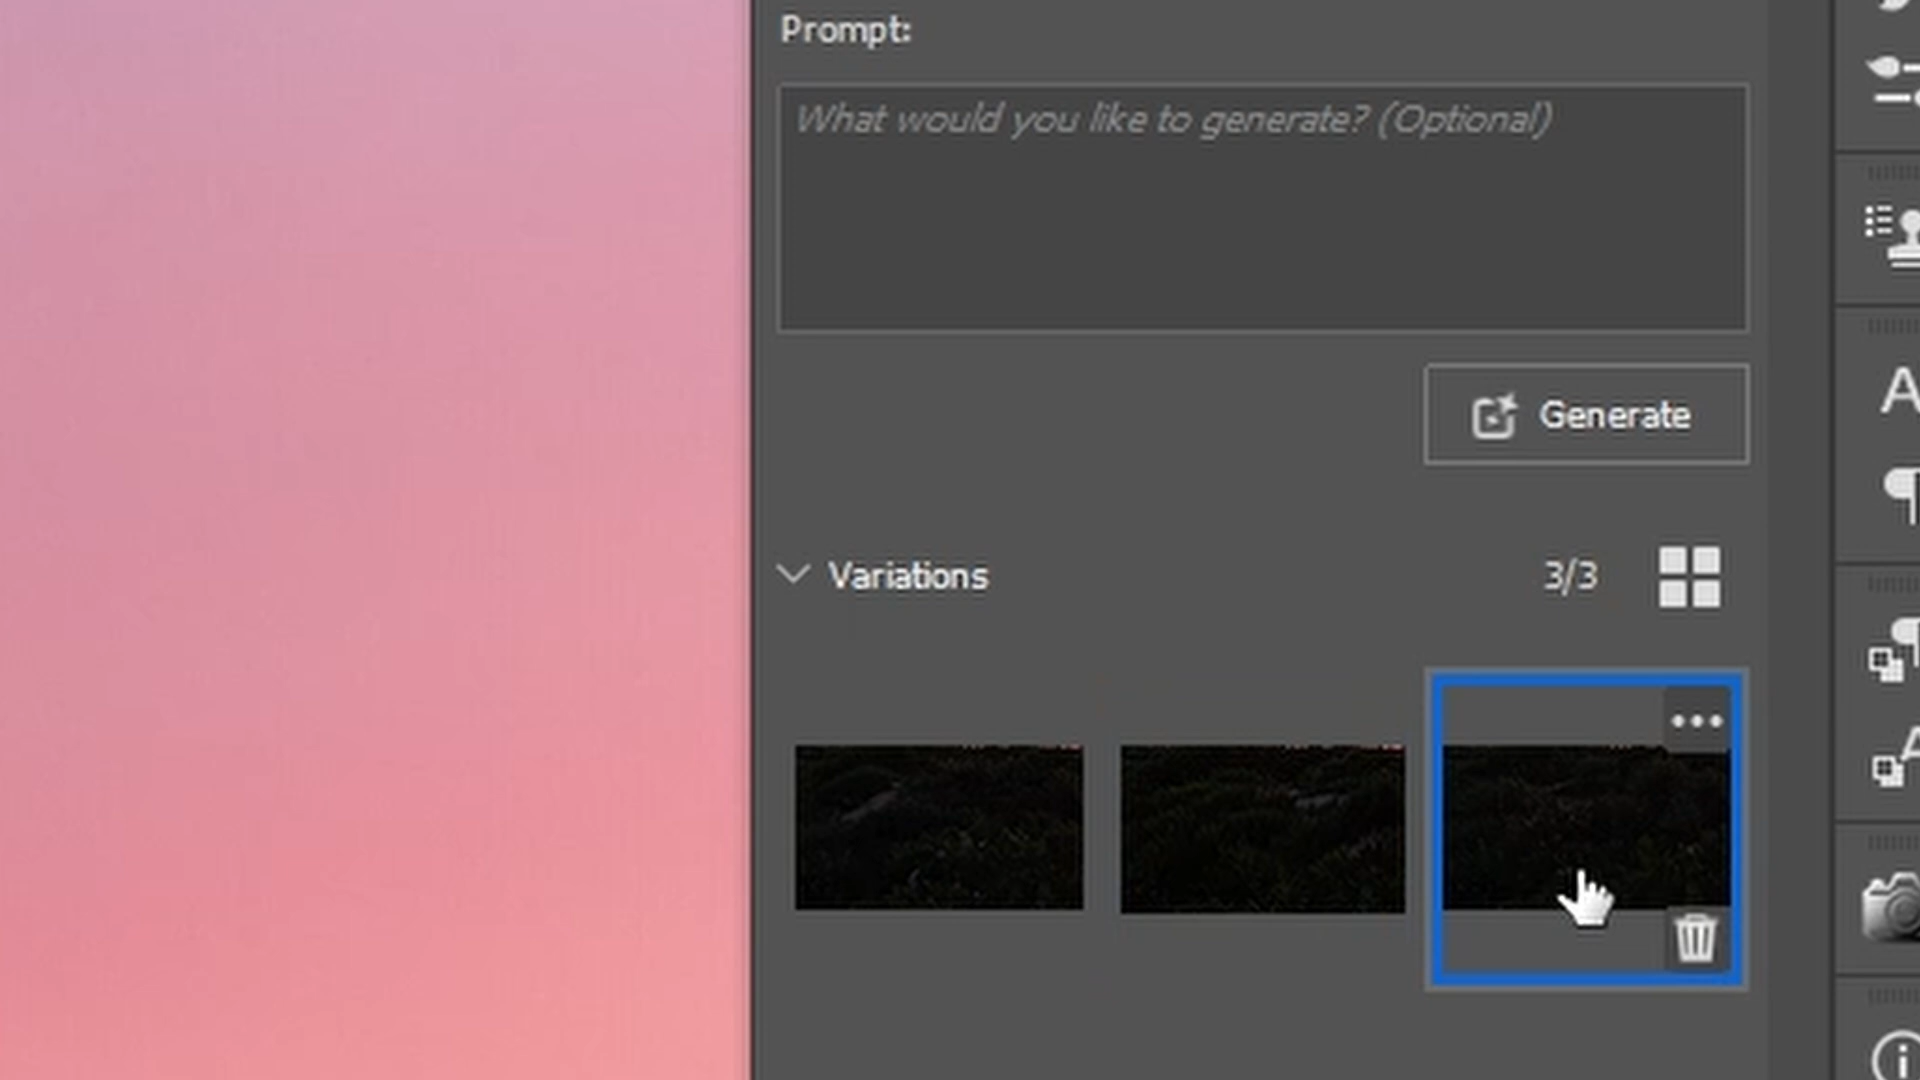 Prompt:
What would you like to generate? (Optional)
Generate
Variations
3/3